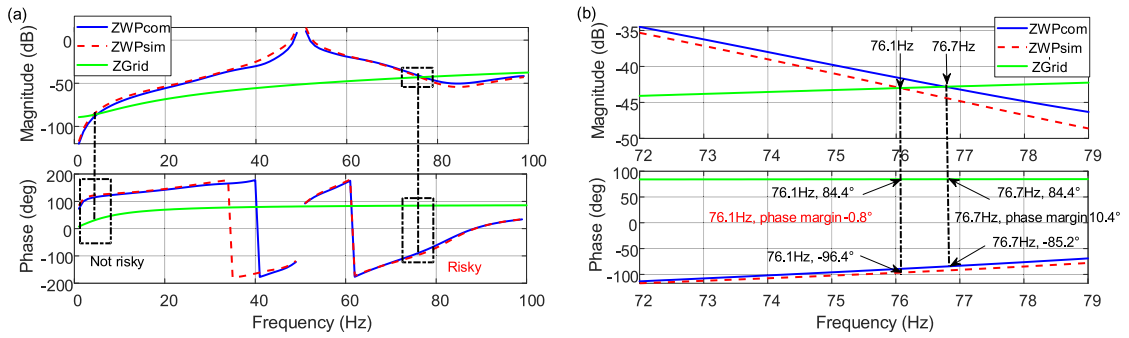 (a)
ZWPcom
ZWPsim
ZGrid
Magnitude (dB)
0
-50
-100
0
20
40
60
80
100
Phase (deg)
200
100
0
-100
-200
Not risky
Risky
0
20
40
60
80
100
Frequency (Hz)
(b)
ZWPcom
ZWPsim
ZGrid
76.1Hz
76.7Hz
Magnitude (dB)
-35
-40
-45
-50
72
73
74
75
76
77
78
79
Phase (deg)
100
50
0
-50
-100
76.1Hz, 84.4°
76.7Hz, 84.4°
76.1Hz, phase margin-0.8°
76.7Hz, phase margin 10.4°
76.7Hz, -85.2°
76.1Hz, -96.4°
72
73
74
75
76
77
78
79
Frequency (Hz)